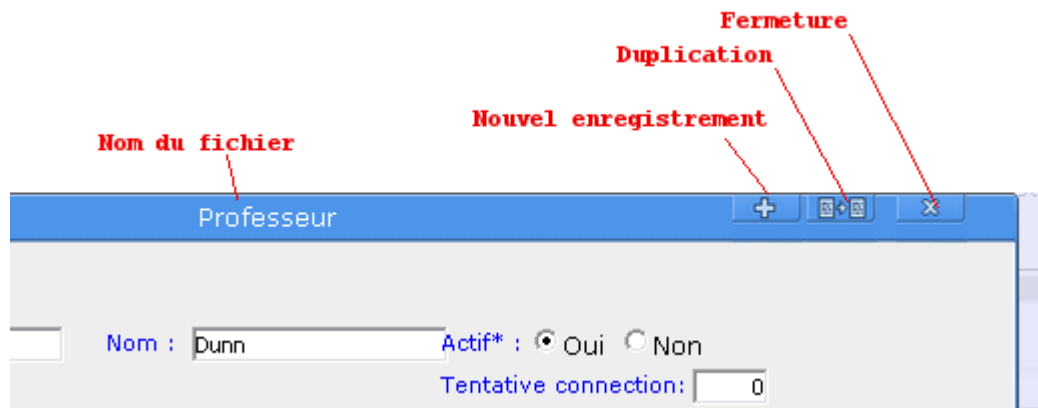 Fermeture
Duplication
Nouvel enregistrement
Nom du fichier
Professeur
Nom : Dunn Actif* : Oui Non
Tentative connection: 0